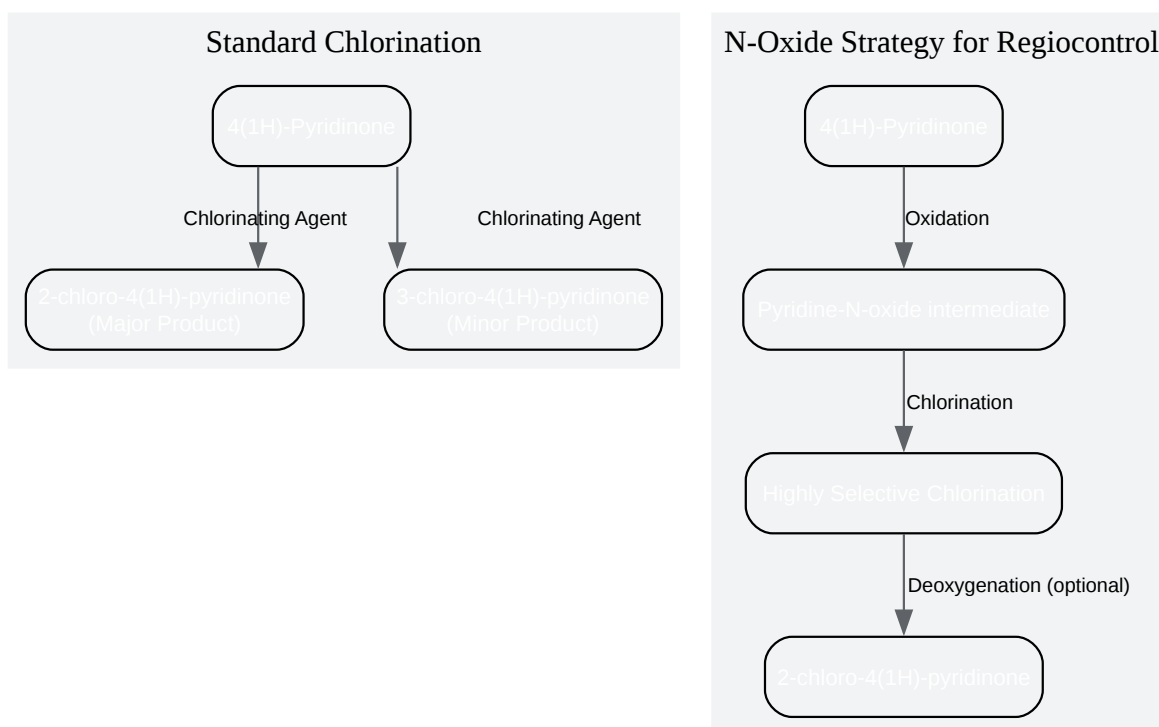 Standard Chlorination
4(1H)-Pyridinone
Chlorinating Agent
Chlorinating Agent
2-chloro-4(1H)-pyridinone
(Major Product)
3-chloro-4(1H)-pyridinone
(Minor Product)
N-Oxide Strategy for Regiocontrol
4(1H)-Pyridinone
Oxidation
Pyridine-N-oxide intermediate
Chlorination
Highly Selective Chlorination
Deoxygenation (optional)
2-chloro-4(1H)-pyridinone